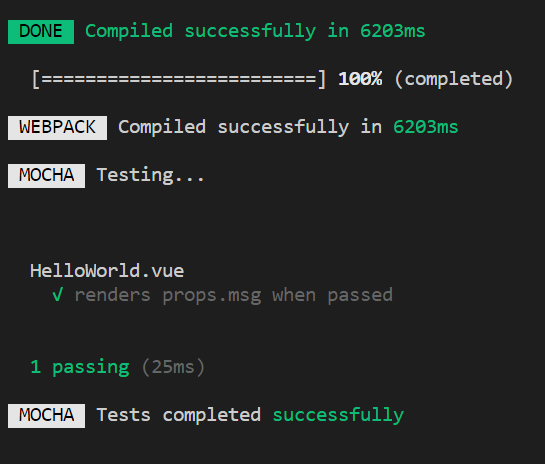 DONE Compiled successfully in 6203ms
[=========================] 100% (completed)
WEBPACK Compiled successfully in 6203ms
MOCHA Testing...
HelloWorld.vue
√ renders props.msg when passed
1 passing (25ms)
MOCHA Tests completed successfully